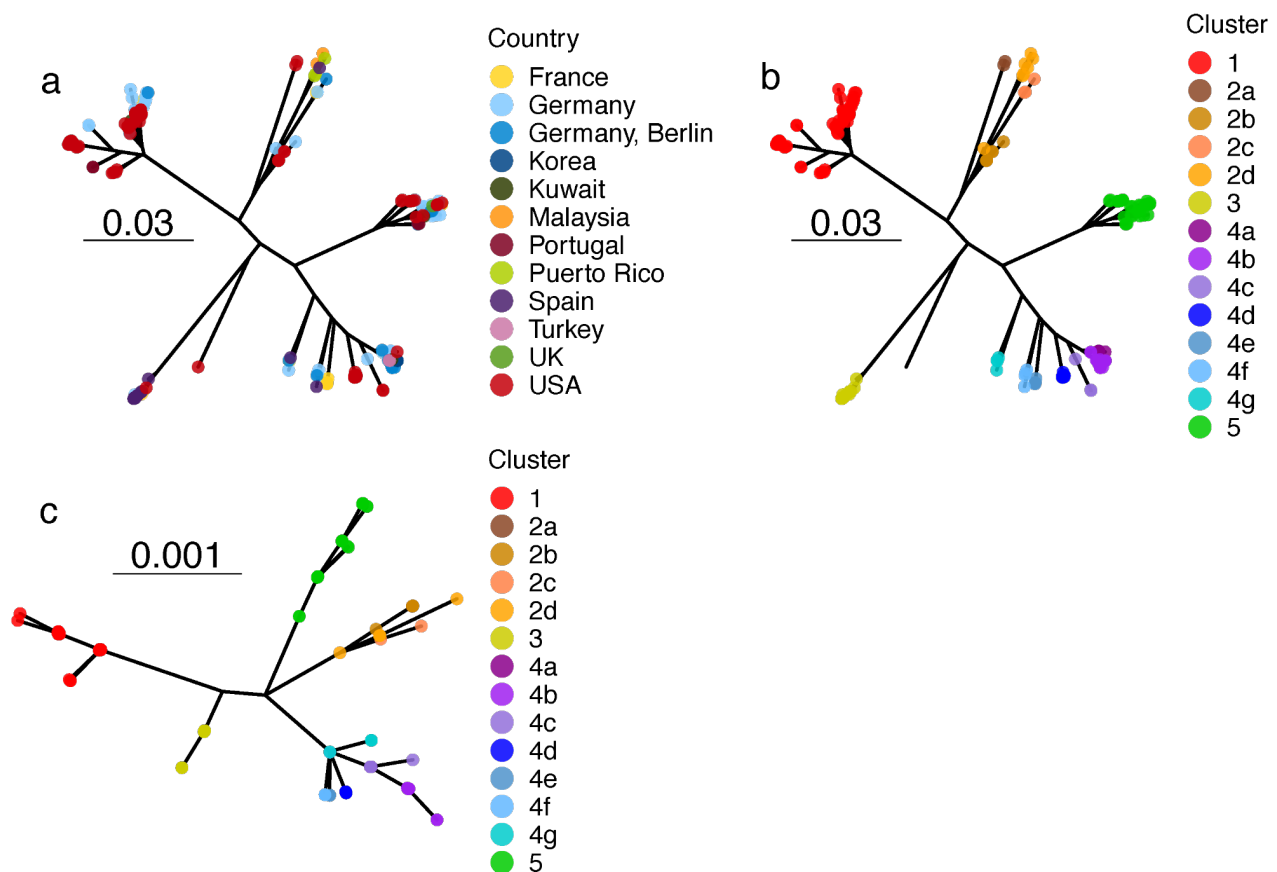 a
0.03
Country
France
Germany
Germany, Berlin
Korea
Kuwait
Malaysia
Portugal
Puerto Rico
Spain
Turkey
UK
USA
b
0.03
Cluster
1
2a
2b
2c
2d
3
4a
4b
4c
4d
4e
4f
4g
5
c
0.001
Cluster
1
2a
2b
2c
2d
3
4a
4b
4c
4d
4e
4f
4g
5